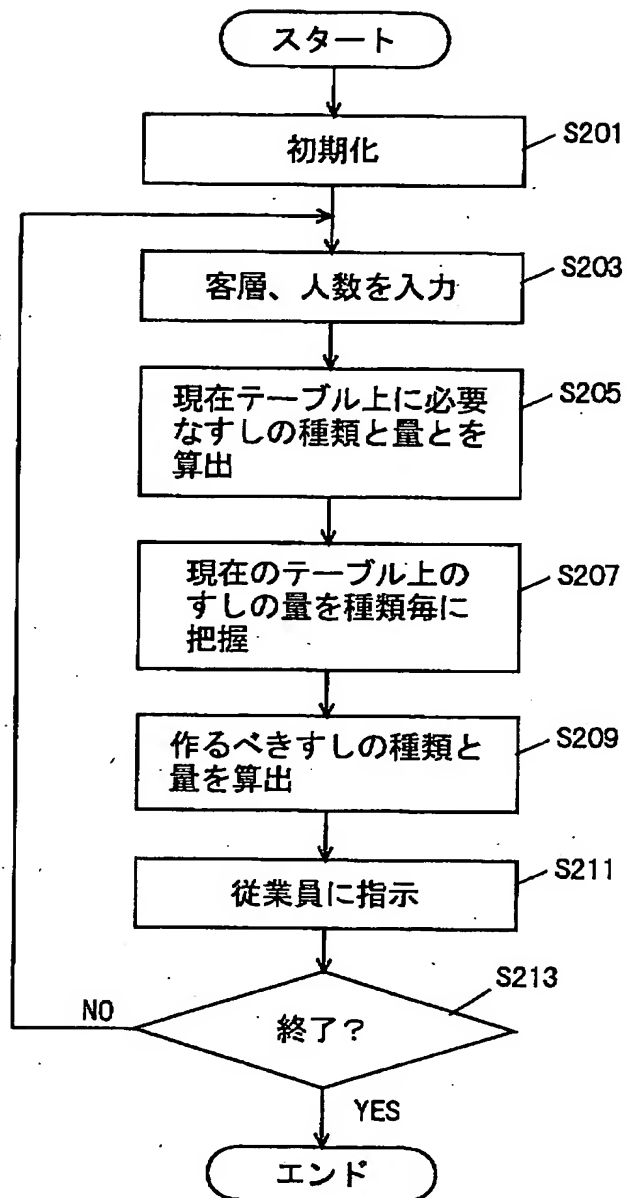 スタート
初期化
S201
客層、人数を入力
S203
現在テーブル上に必要
なすしの種類と量とを
算出
S205
現在のテーブル上の
すしの量を種類毎に
把握
S207
作るべきすしの種類と
量を算出
S209
従業員に指示
S211
終了?
S213
NO
YES
エンド